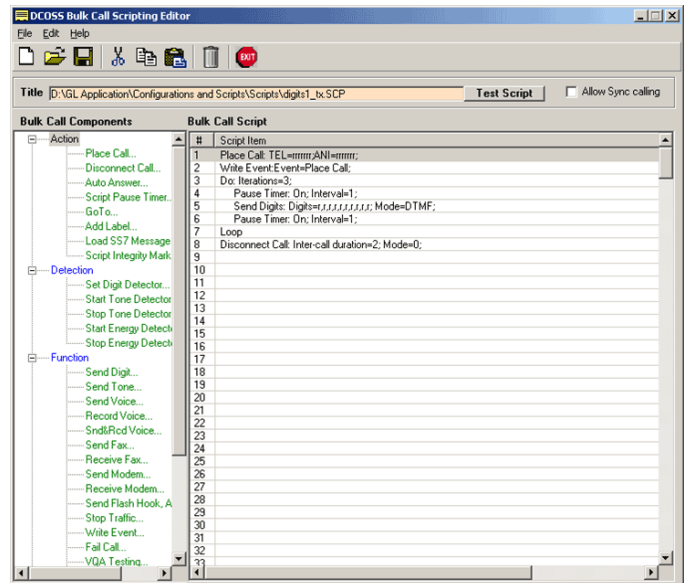 DCOSS Bulk Call Scripting Editor
File Edit Help
EXIT
Title D:\GL Application\Configurations and Scripts\Scripts\digits1_tx.SCP Test Script Allow Sync calling
Bulk Call Components
Action
Place Call...
Disconnect Call...
Auto Answer...
Script Pause Timer..
GoTo...
Add Label...
Load SS7 Message
Script Integrity Mark
Detection
Set Digit Detector...
Start Tone Detector
Stop Tone Detector
Start Energy Detect
Stop Energy Detect
Function
Send Digit...
Send Tone...
Send Voice...
Record Voice...
Snd&Rcd Voice...
Send Fax...
Receive Fax...
Send Modem...
Receive Modem...
Send Flash Hook, A
Stop Traffic...
Write Event...
Fail Call...
VQA Testing...
Bulk Call Script
# Script Item
1 Place Call: TEL=rrrrrrr;ANI=rrrrrrr;
2 Write Event:Event=Place Call;
3 Do: Iterations=3;
4 Pause Timer: On; Interval=1;
5 Send Digits: Digits=r,r,r,r,r,r,r,r,r,r; Mode=DTMF;
6 Pause Timer: On; Interval=1;
7 Loop
8 Disconnect Call: Inter-call duration=2; Mode=0;
9
10
11
12
13
14
15
16
17
18
19
20
21
22
23
24
25
26
27
28
29
30
31
32
33